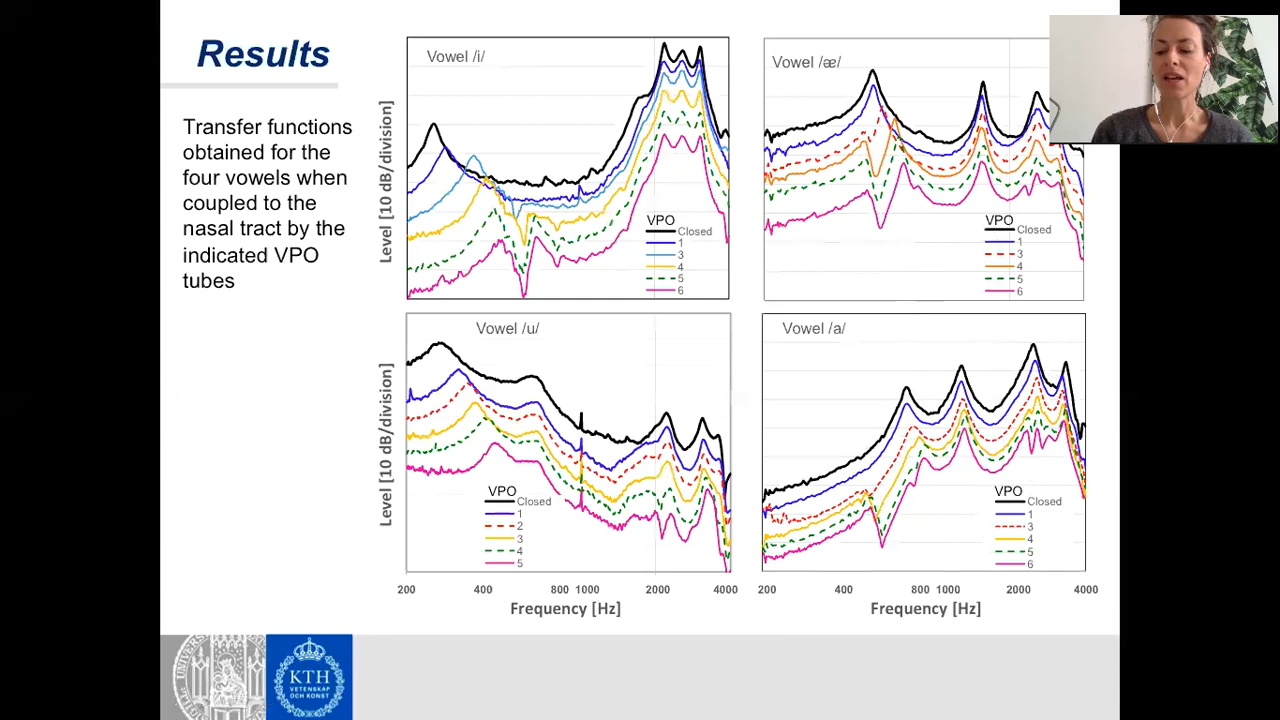 Results
Transfer functions
obtained for the
four vowels when
coupled to the
nasal tract by the
indicated VPO
tubes
Vowel /i/
Level [10 dB/division]
VPO
Closed
1
3
4
5
6
Vowel /æ/
VPO
Closed
1
3
4
5
6
Vowel /u/
Level [10 dB/division]
VPO
Closed
1
2
3
4
5
200 400 800 1000 2000 4000
Frequency [Hz]
Vowel /a/
VPO
Closed
1
3
4
5
6
200 400 800 1000 2000 4000
Frequency [Hz]
KTH
VETENSKAP
OCH KONST